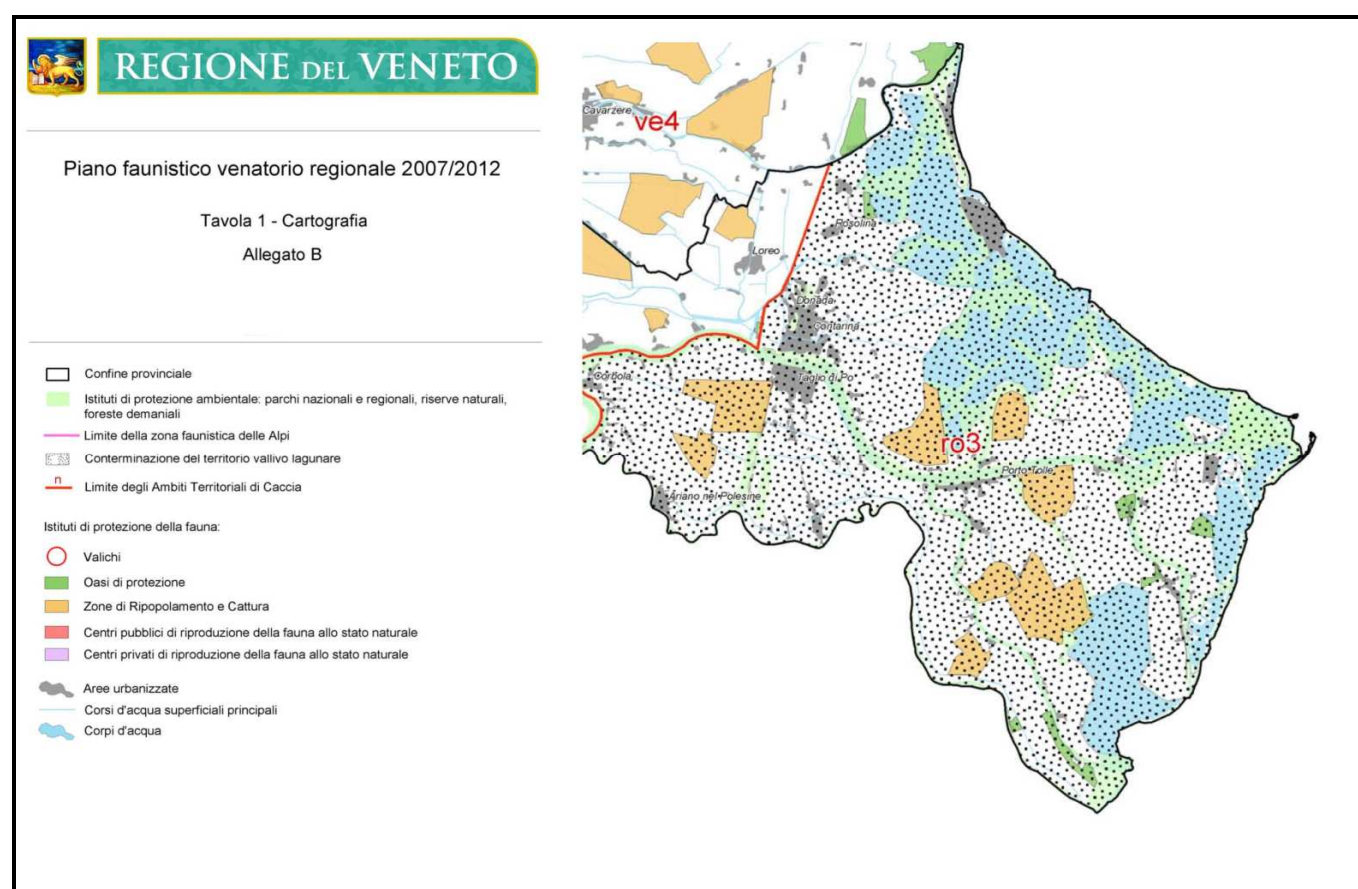 REGIONE DEL VENETO
Piano faunistico venatorio regionale 2007/2012
Tavola 1 - Cartografia
Allegato B
Confine provinciale
Istituti di protezione ambientale: parchi nazionali e regionali, riserve naturali,
foreste demaniali
Limite della zona faunistica delle Alpi
Conterminazione del territorio vallivo lagunare
n
Limite degli Ambiti Territoriali di Caccia
Istituti di protezione della fauna:
Valichi
Oasi di protezione
Zone di Ripopolamento e Cattura
Centri pubblici di riproduzione della fauna allo stato naturale
Centri privati di riproduzione della fauna allo stato naturale
Aree urbanizzate
Corsi d'acqua superficiali principali
Corpi d'acqua
Cavarzere
ve4
Rosolina
Loreo
Donada
Contarina
Corbola
Taglio di Po
ro3
Porto Tolle
Ariano nel Polesine